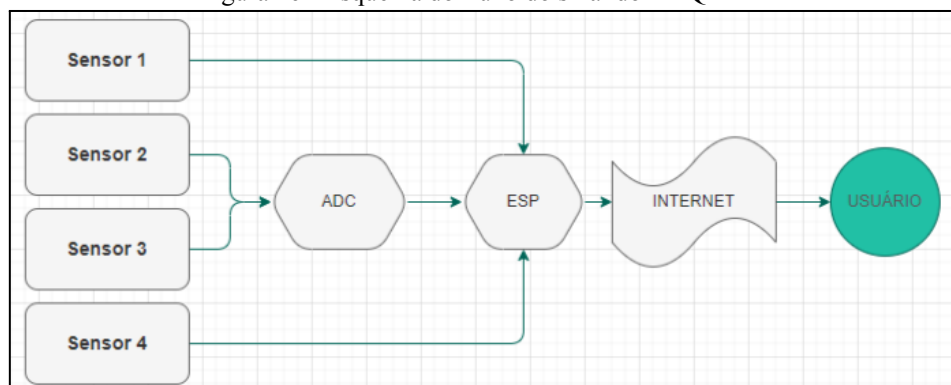 Sensor 1
Sensor 2
Sensor 3
Sensor 4
ADC
ESP
INTERNET
USUÁRIO